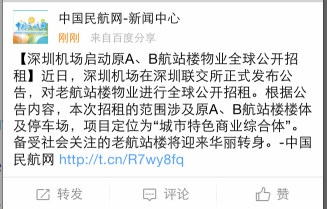 中国民航网-新闻中心
刚刚 来自百度分享
【深圳机场启动原A、B航站楼物业全球公开招
租】近日，深圳机场在深圳联交所正式发布公
告，对老航站楼物业进行全球公开招租。根据公
告内容，本次招租的范围涉及原A、B航站楼楼体
及停车场，项目定位为“城市特色商业综合体”。
备受社会关注的老航站楼将迎来华丽转身。-中国
民航网 http://t.cn/R7wy8fq
转发 评论 赞